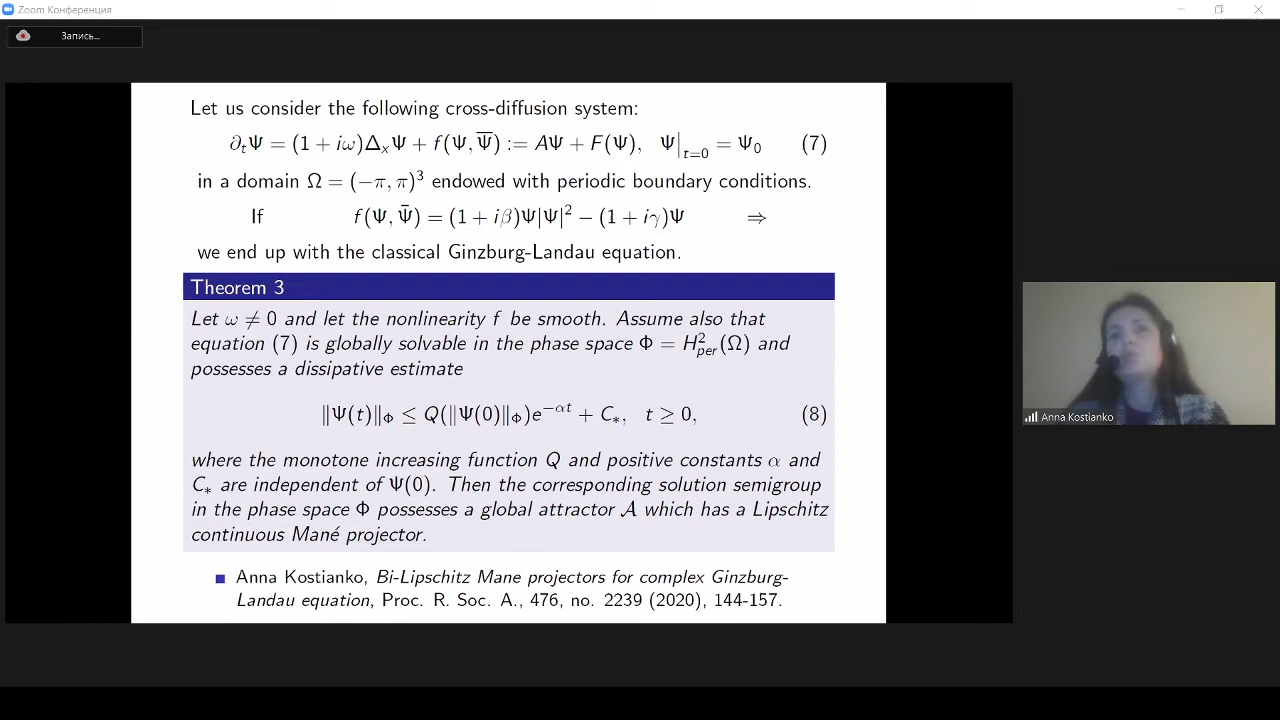 Zoom Конференция
Запись...
Let us consider the following cross-diffusion system:
∂ₜΨ = (1 + iω)ΔₓΨ + f(Ψ, Ψ̅) := AΨ + F(Ψ), Ψ|ₜ₌₀ = Ψ₀ (7)
in a domain Ω = (−π, π)³ endowed with periodic boundary conditions.
If f(Ψ, Ψ̄) = (1 + iβ)Ψ|Ψ|² − (1 + iγ)Ψ ⇒
we end up with the classical Ginzburg-Landau equation.
Theorem 3
Let ω ≠ 0 and let the nonlinearity f be smooth. Assume also that
equation (7) is globally solvable in the phase space Φ = H²_per(Ω) and
possesses a dissipative estimate
‖Ψ(t)‖_Φ ≤ Q(‖Ψ(0)‖_Φ)e^{−αt} + C_*, t ≥ 0, (8)
where the monotone increasing function Q and positive constants α and
C_* are independent of Ψ(0). Then the corresponding solution semigroup
in the phase space Φ possesses a global attractor 𝒜 which has a Lipschitz
continuous Mané projector.
■ Anna Kostianko, Bi-Lipschitz Mane projectors for complex Ginzburg-
Landau equation, Proc. R. Soc. A., 476, no. 2239 (2020), 144-157.
Anna Kostianko